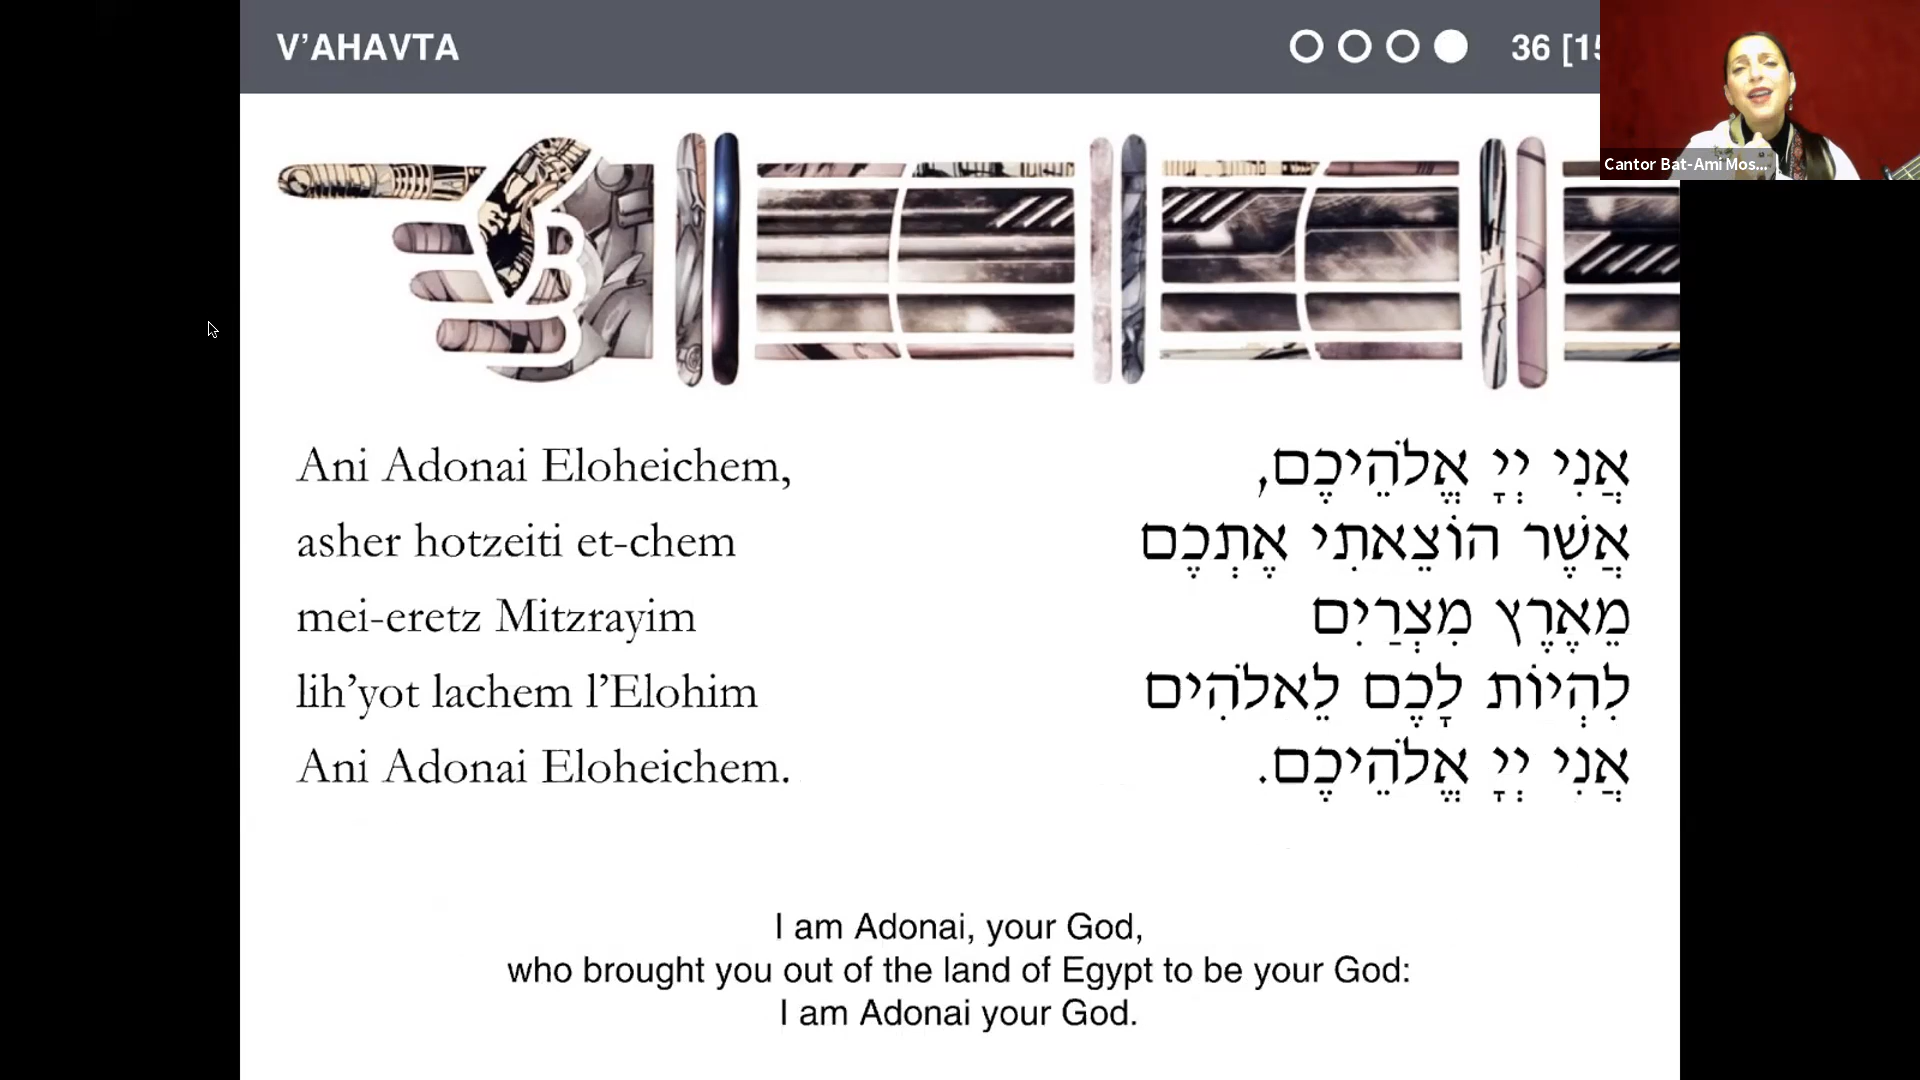 V’AHAVTA
36 [15
Cantor Bat-Ami Mos...
Ani Adonai Eloheichem,
אֲנִי יְיָ אֱלֹהֵיכֶם,
asher hotzeiti et-chem
אֲשֶׁר הוֹצֵאתִי אֶתְכֶם
mei-eretz Mitzrayim
מֵאֶרֶץ מִצְרַיִם
lih’yot lachem l’Elohim
לִהְיוֹת לָכֶם לֵאלֹהִים
Ani Adonai Eloheichem.
אֲנִי יְיָ אֱלֹהֵיכֶם.
I am Adonai, your God,
who brought you out of the land of Egypt to be your God:
I am Adonai your God.